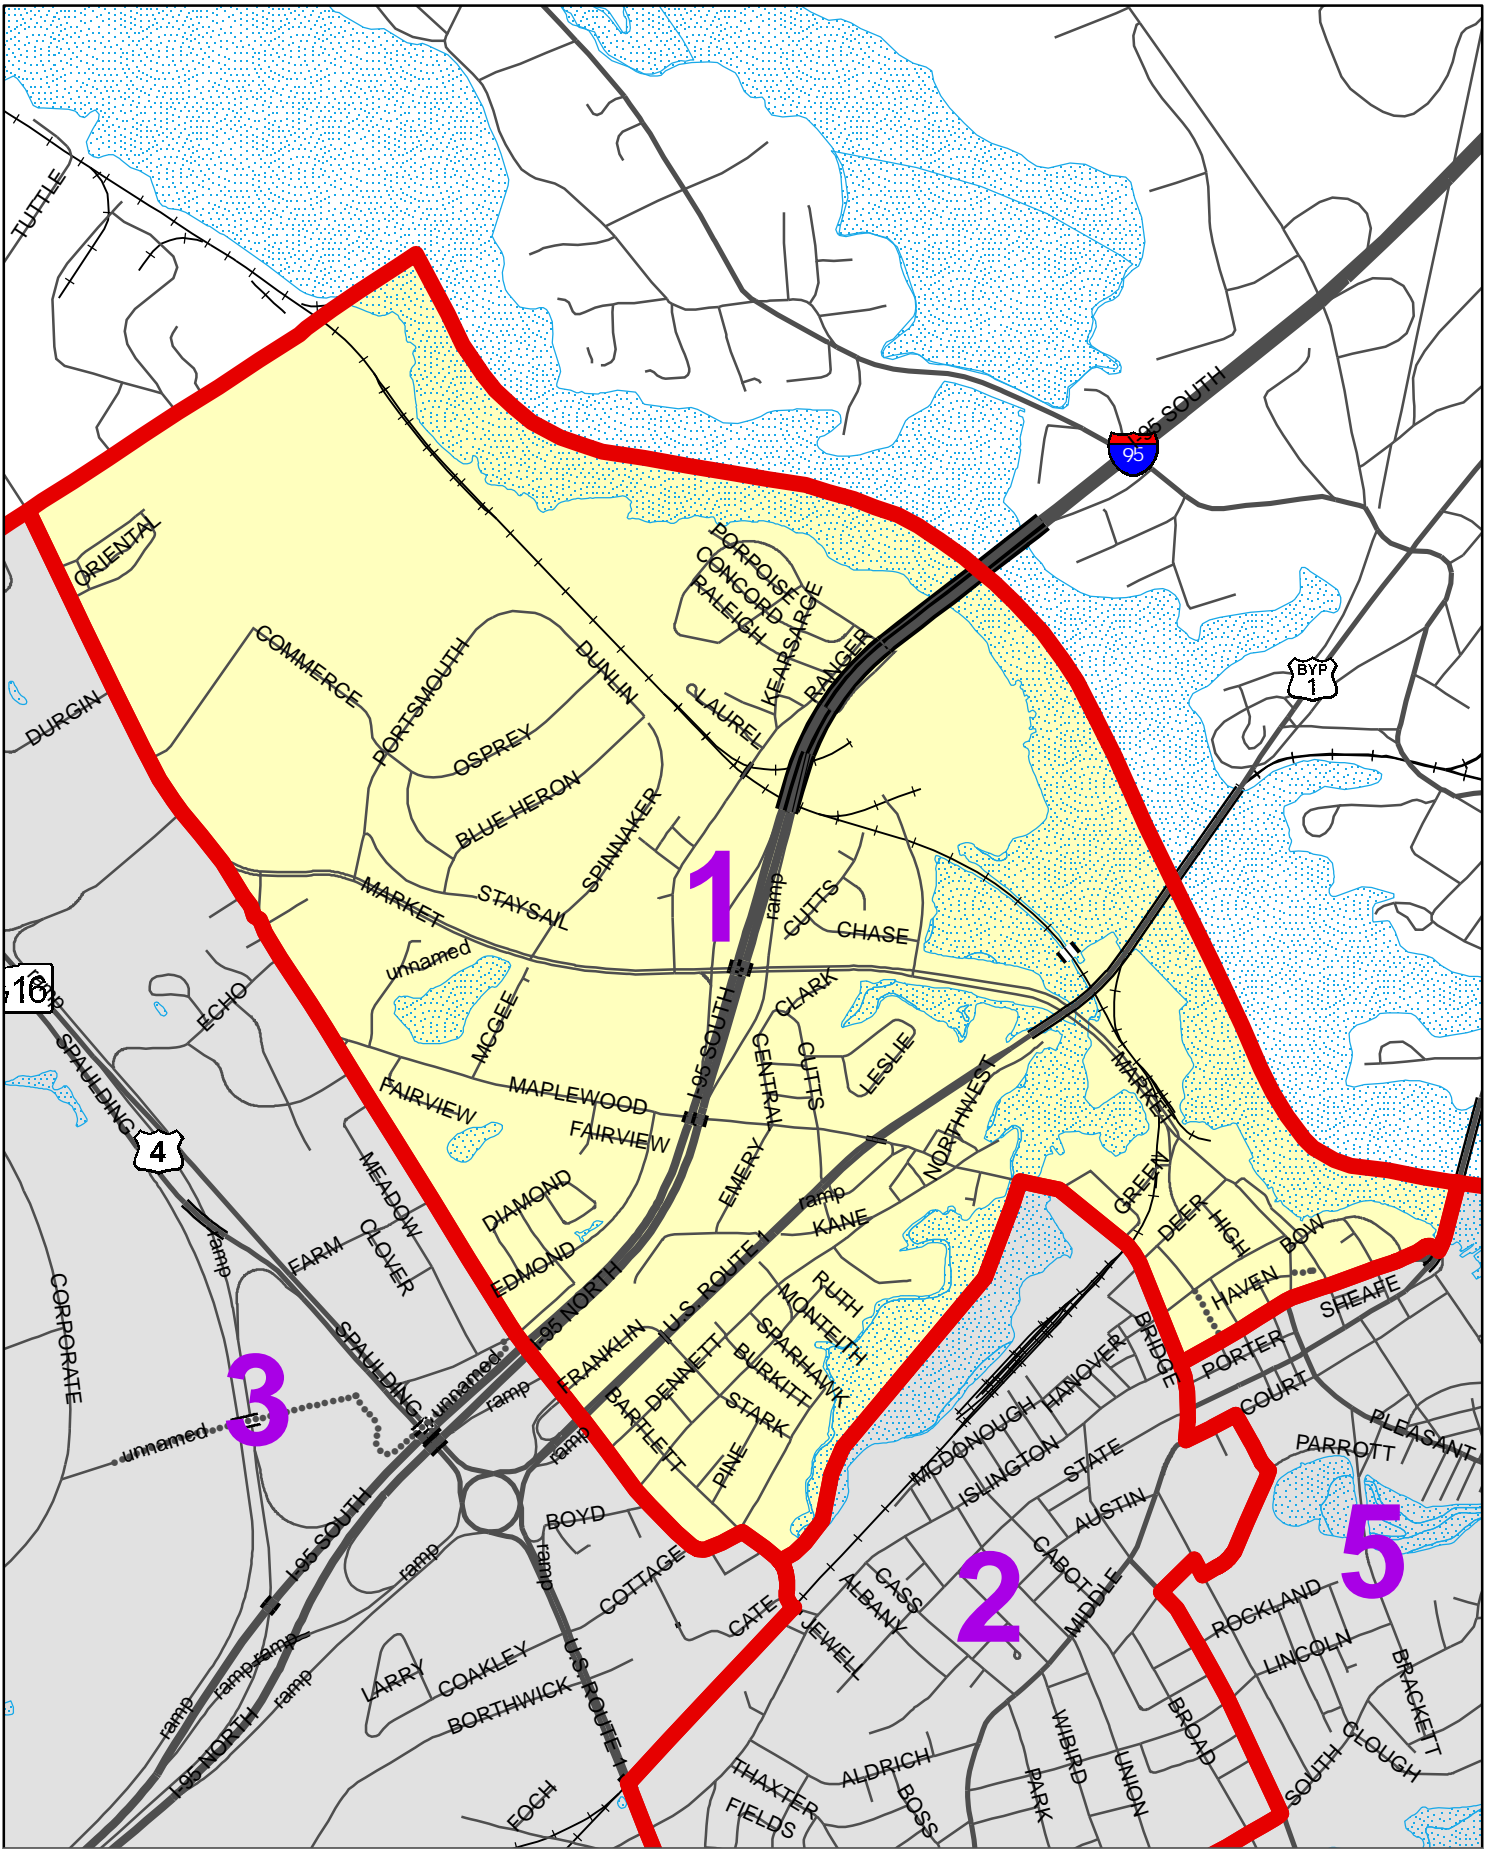 TUTTLE
I-95 SOUTH
95
ORIENTAL
PORPOISE
CONCORD
RALEIGH
KEARSARGE
RANGER
COMMERCE
PORTSMOUTH
DUNLIN
LAUREL
BYP
1
DURGIN
OSPREY
BLUE HERON
SPINNAKER
1
ramp
CUTTS
MARKET
STAYSAIL
CHASE
unnamed
16
ramp
ECHO
MCGEE
I-95 SOUTH
CLARK
SPAULDING
FAIRVIEW
MAPLEWOOD
CENTRAL
CUTTS
LESLIE
NORTHWEST
MARKET
4
FAIRVIEW
MEADOW
EMERY
GREEN
DIAMOND
ramp
KANE
DEER
HIGH
BOW
ramp
FARM
CLOVER
EDMOND
I-95 NORTH
U.S. ROUTE 1
RUTH
MONTEITH
HAVEN
SHEAFE
CORPORATE
SPAULDING
FRANKLIN
DENNETT
SPARHAWK
BURKITT
BRIDGE
PORTER
HANOVER
3
unnamed
unnamed
ramp
BARTLETT
STARK
MCDONOUGH
COURT
PLEASANT
PARROTT
ramp
PINE
ISLINGTON
STATE
I-95 SOUTH
BOYD
AUSTIN
5
ramp
ramp
COTTAGE
CASS
ALBANY
CABOT
2
MIDDLE
ROCKLAND
CATE
JEWELL
LINCOLN
ramp
ramp
ramp
ramp
LARRY
COAKLEY
BORTHWICK
U.S. ROUTE 1
BRACKETT
I-95 NORTH
WIBIRD
BROAD
CLOUGH
SOUTH
FOCH
THAXTER
FIELDS
ALDRICH
BOSS
PARK
UNION